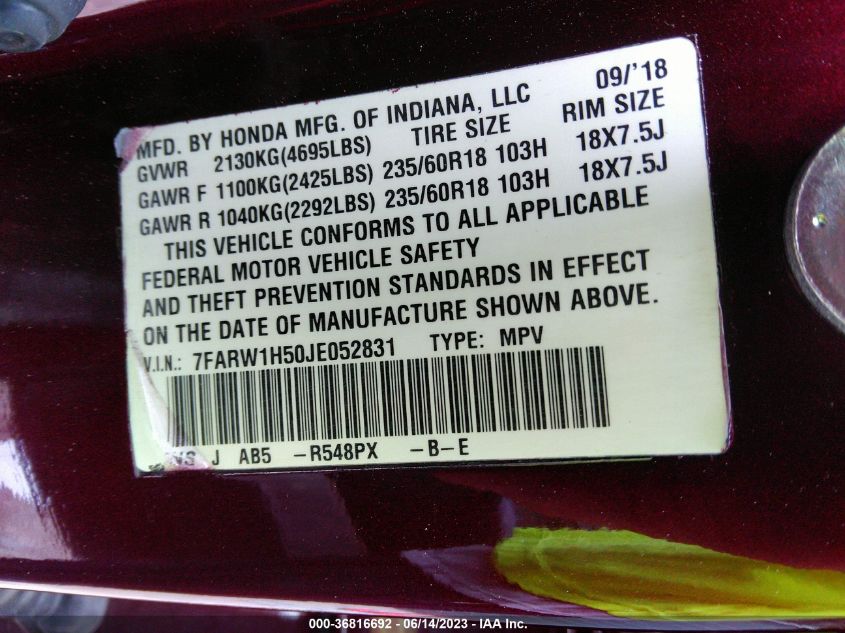 09/'18
MFD. BY HONDA MFG. OF INDIANA, LLC
GVWR 2130KG(4695LBS) TIRE SIZE RIM SIZE
GAWR F 1100KG(2425LBS) 235/60R18 103H 18X7.5J
GAWR R 1040KG(2292LBS) 235/60R18 103H 18X7.5J
THIS VEHICLE CONFORMS TO ALL APPLICABLE
FEDERAL MOTOR VEHICLE SAFETY
AND THEFT PREVENTION STANDARDS IN EFFECT
ON THE DATE OF MANUFACTURE SHOWN ABOVE.
V.I.N.: 7FARW1H50JE052831 TYPE: MPV
J AB5 -R548PX -B-E
000-36816692 - 06/14/2023 - IAA Inc.